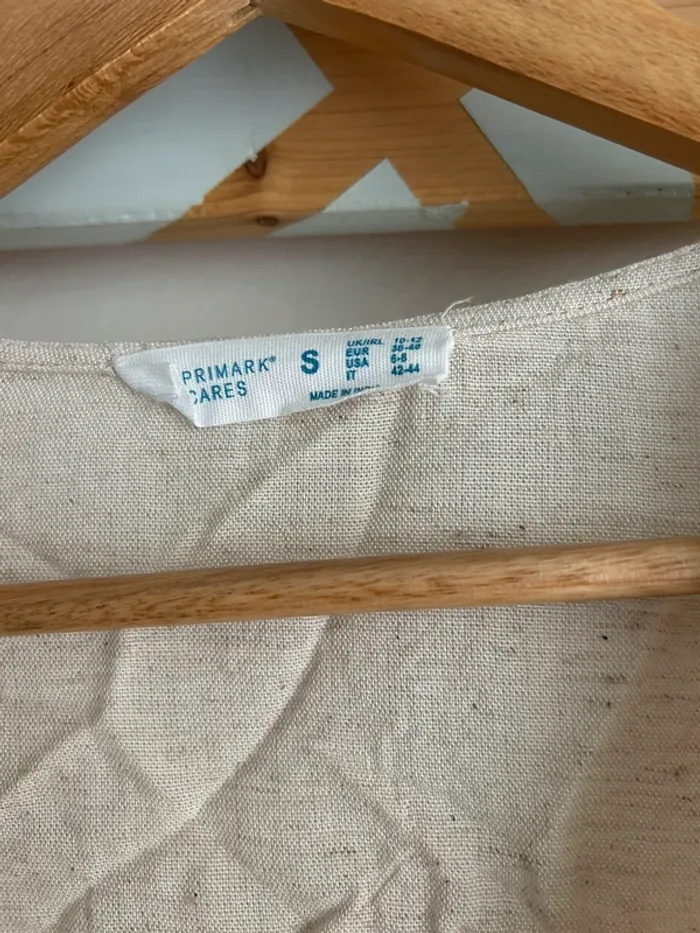 PRIMARK®
CARES
S
UK/IRL 10-12
EUR 38-40
USA 6-8
IT 42-44
MADE IN INDIA